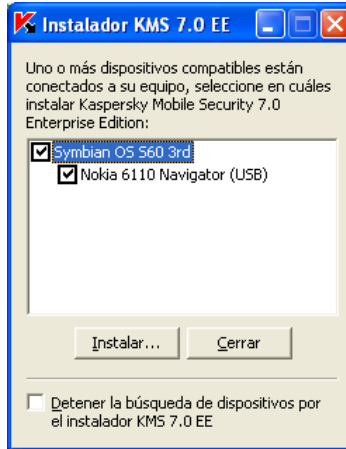 Instalador KMS 7.0 EE
Uno o más dispositivos compatibles están
conectados a su equipo, seleccione en cuáles
instalar Kaspersky Mobile Security 7.0
Enterprise Edition:
Symbian OS S60 3rd
Nokia 6110 Navigator (USB)
Instalar... Cerrar
Detener la búsqueda de dispositivos por
el instalador KMS 7.0 EE